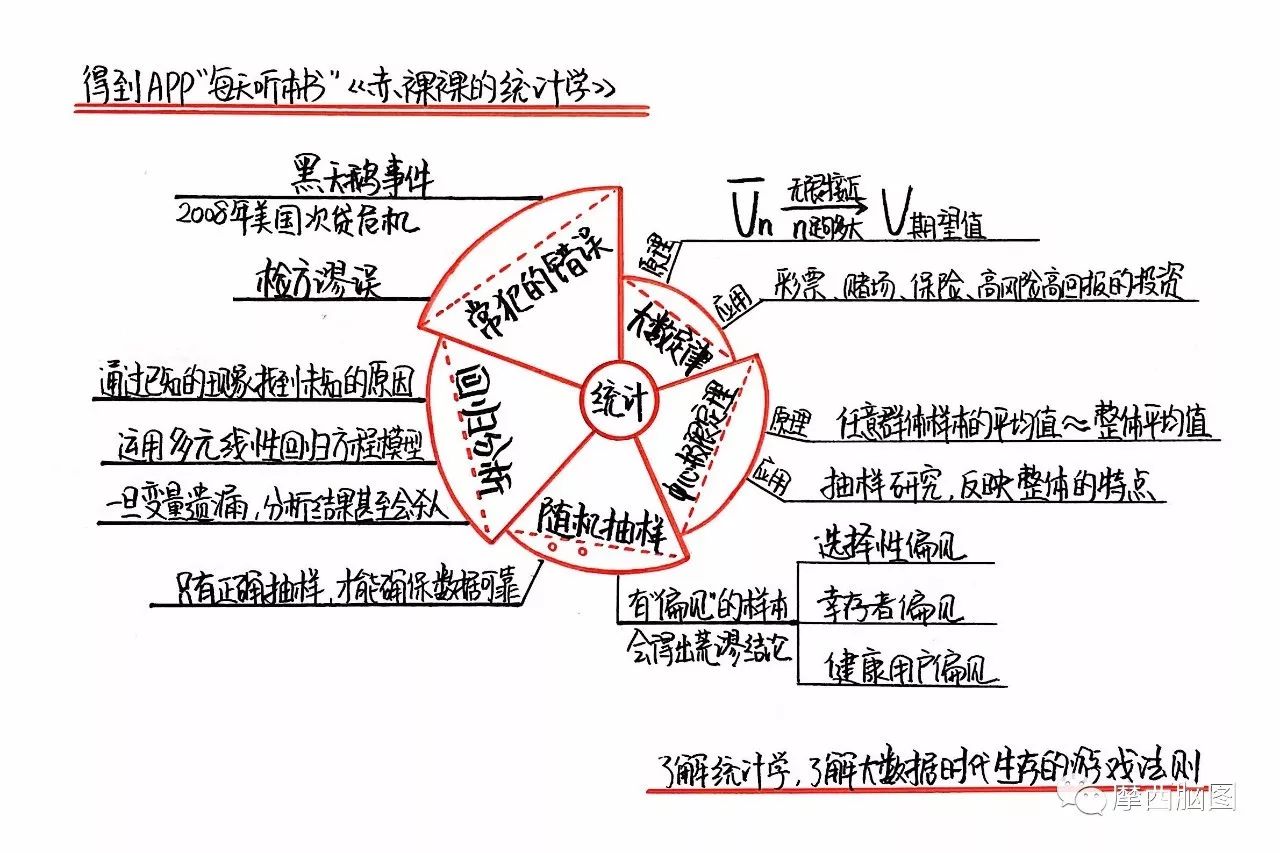 得到APP"每天听本书"《赤裸裸的统计学》
统计
大数定律
原理
Ūn 无限接近 n足够大 U期望值
应用
彩票、赌场、保险、高风险高回报的投资
中心极限定理
原理
任意群体样本的平均值～整体平均值
应用
抽样研究,反映整体的特点
随机抽样
有"偏见"的样本
会得出荒谬结论
选择性偏见
幸存者偏见
健康用户偏见
只有正确抽样,才能确保数据可靠
回归分析
通过已知的现象找到未知的原因
运用多元线性回归方程模型
一旦变量遗漏,分析结果甚至会杀人
常犯的错误
黑天鹅事件
2008年美国次贷危机
检方谬误
了解统计学,了解大数据时代生存的游戏法则
摩西脑图